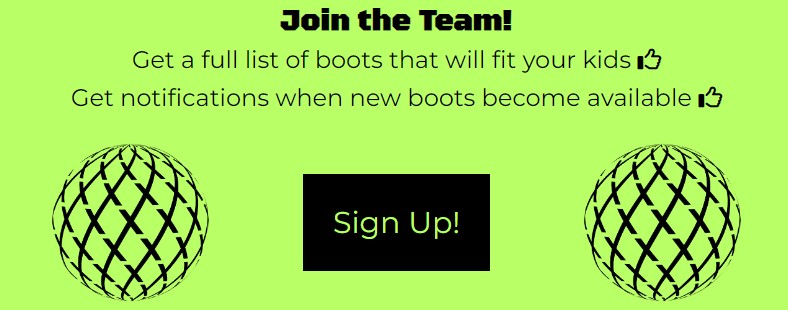 Join the Team!
Get a full list of boots that will fit your kids
Get notifications when new boots become available
Sign Up!